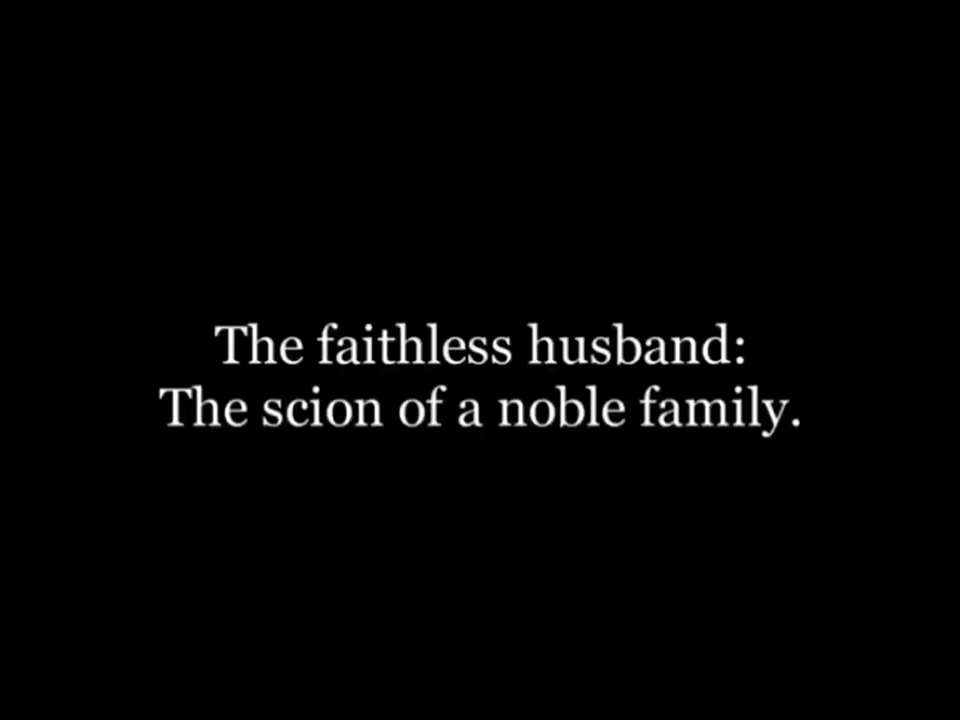 The faithless husband:
The scion of a noble family.